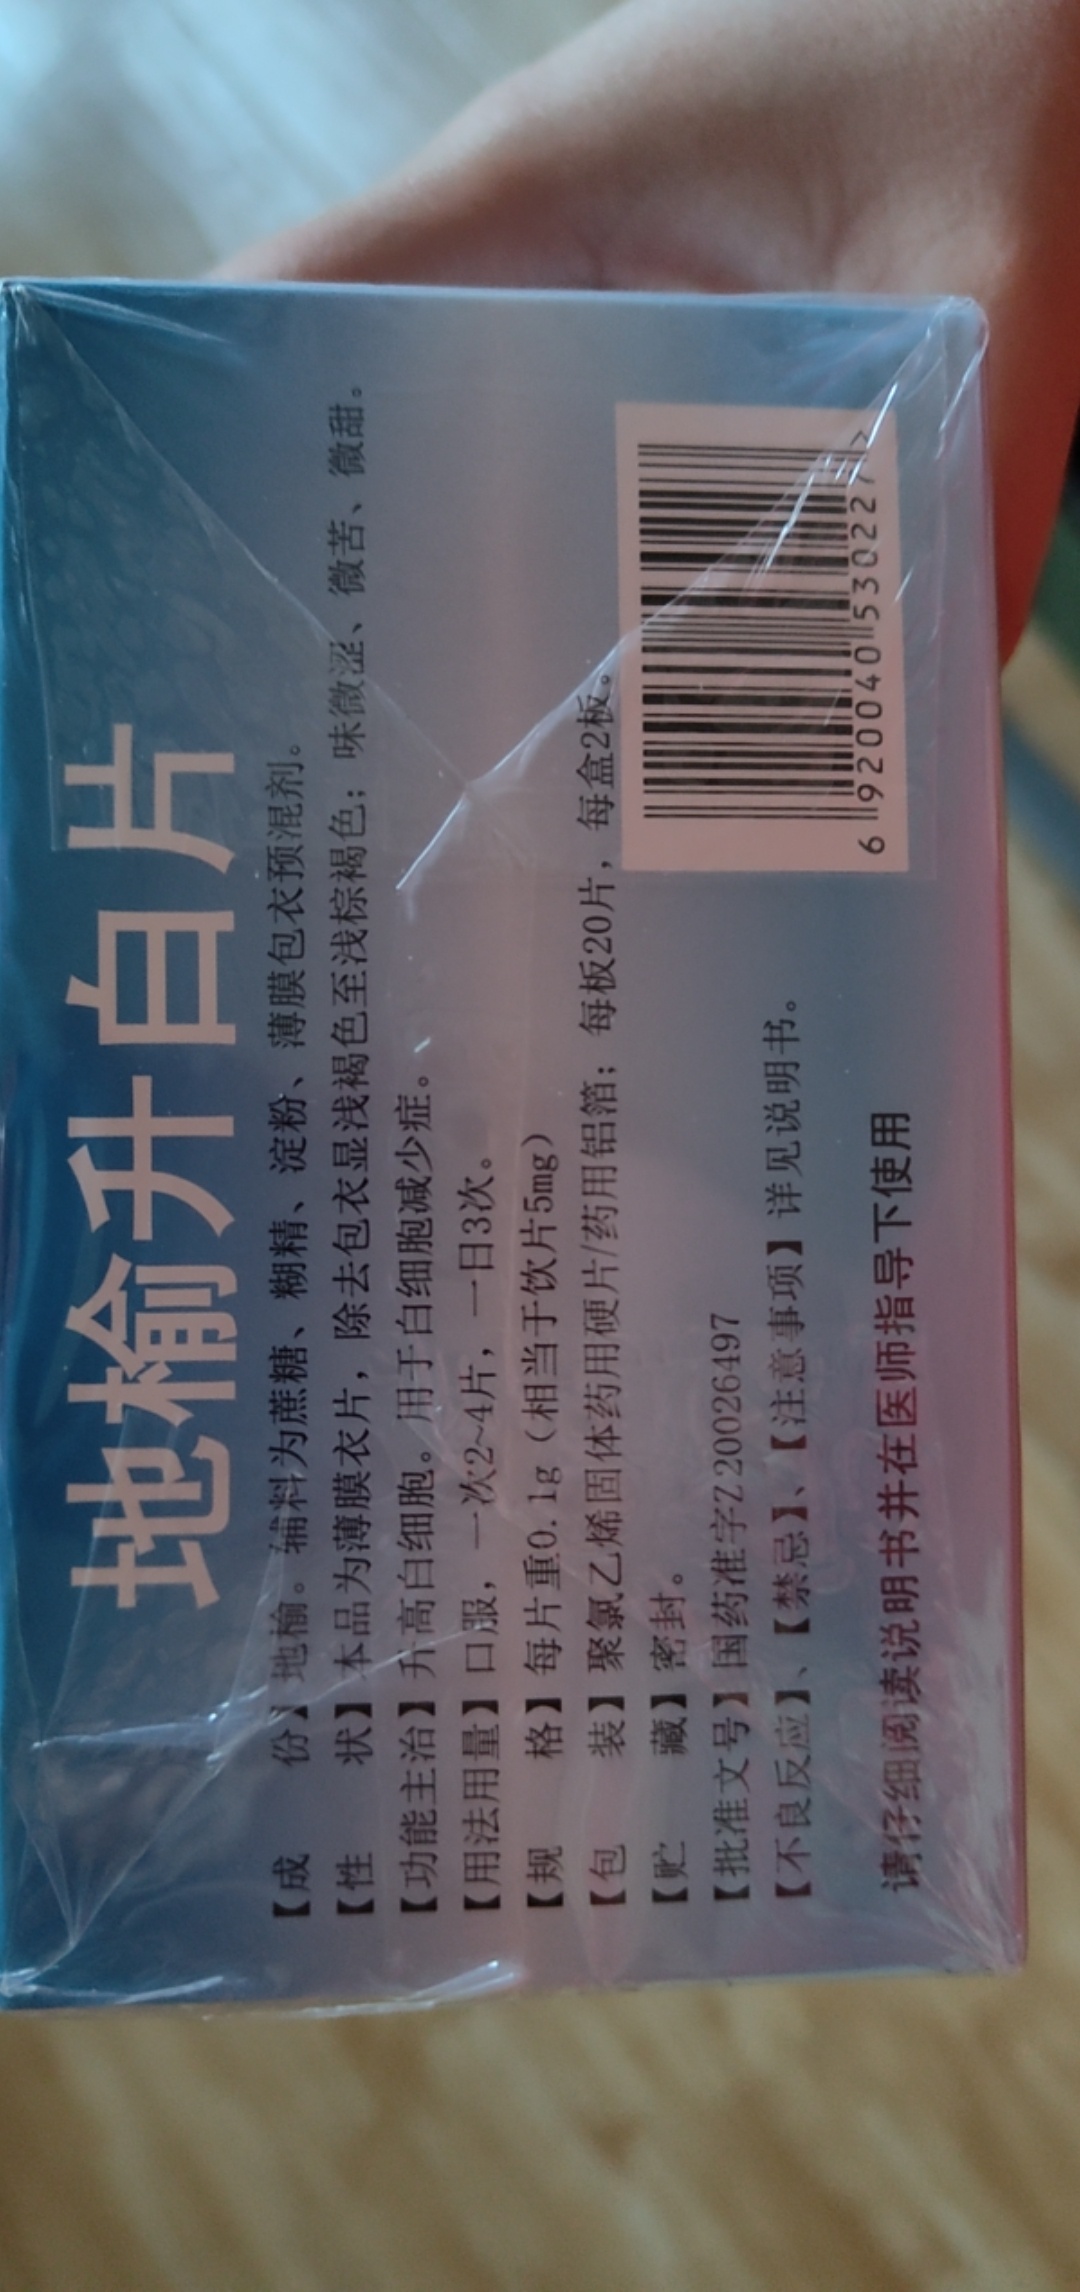 地榆升白片
【成　　份】地榆。辅料为蔗糖、糊精、淀粉、薄膜包衣预混剂。
【性　　状】本品为薄膜衣片，除去包衣显浅褐色至浅棕褐色；味微涩、微苦、微甜。
【功能主治】升高白细胞。用于白细胞减少症。
【用法用量】口服，一次2~4片，一日3次。
【规　　格】每片重0.1g（相当于饮片5mg）
【包　　装】聚氯乙烯固体药用硬片/药用铝箔；每板20片，每盒2板。
【贮　　藏】密封。
【批准文号】国药准字Z20026497
【不良反应】、【禁忌】、【注意事项】详见说明书。
请仔细阅读说明书并在医师指导下使用
6 920040 530227 >